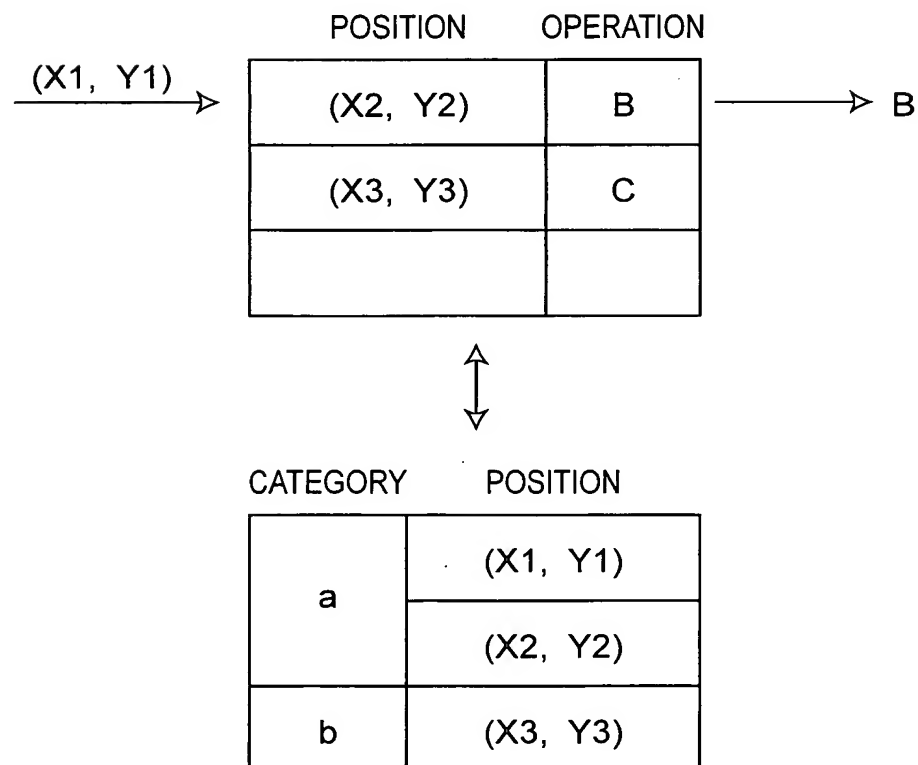 POSITION OPERATION
(X1, Y1)
(X2, Y2) B B
(X3, Y3) C
CATEGORY POSITION
a
(X1, Y1)
(X2, Y2)
b (X3, Y3)